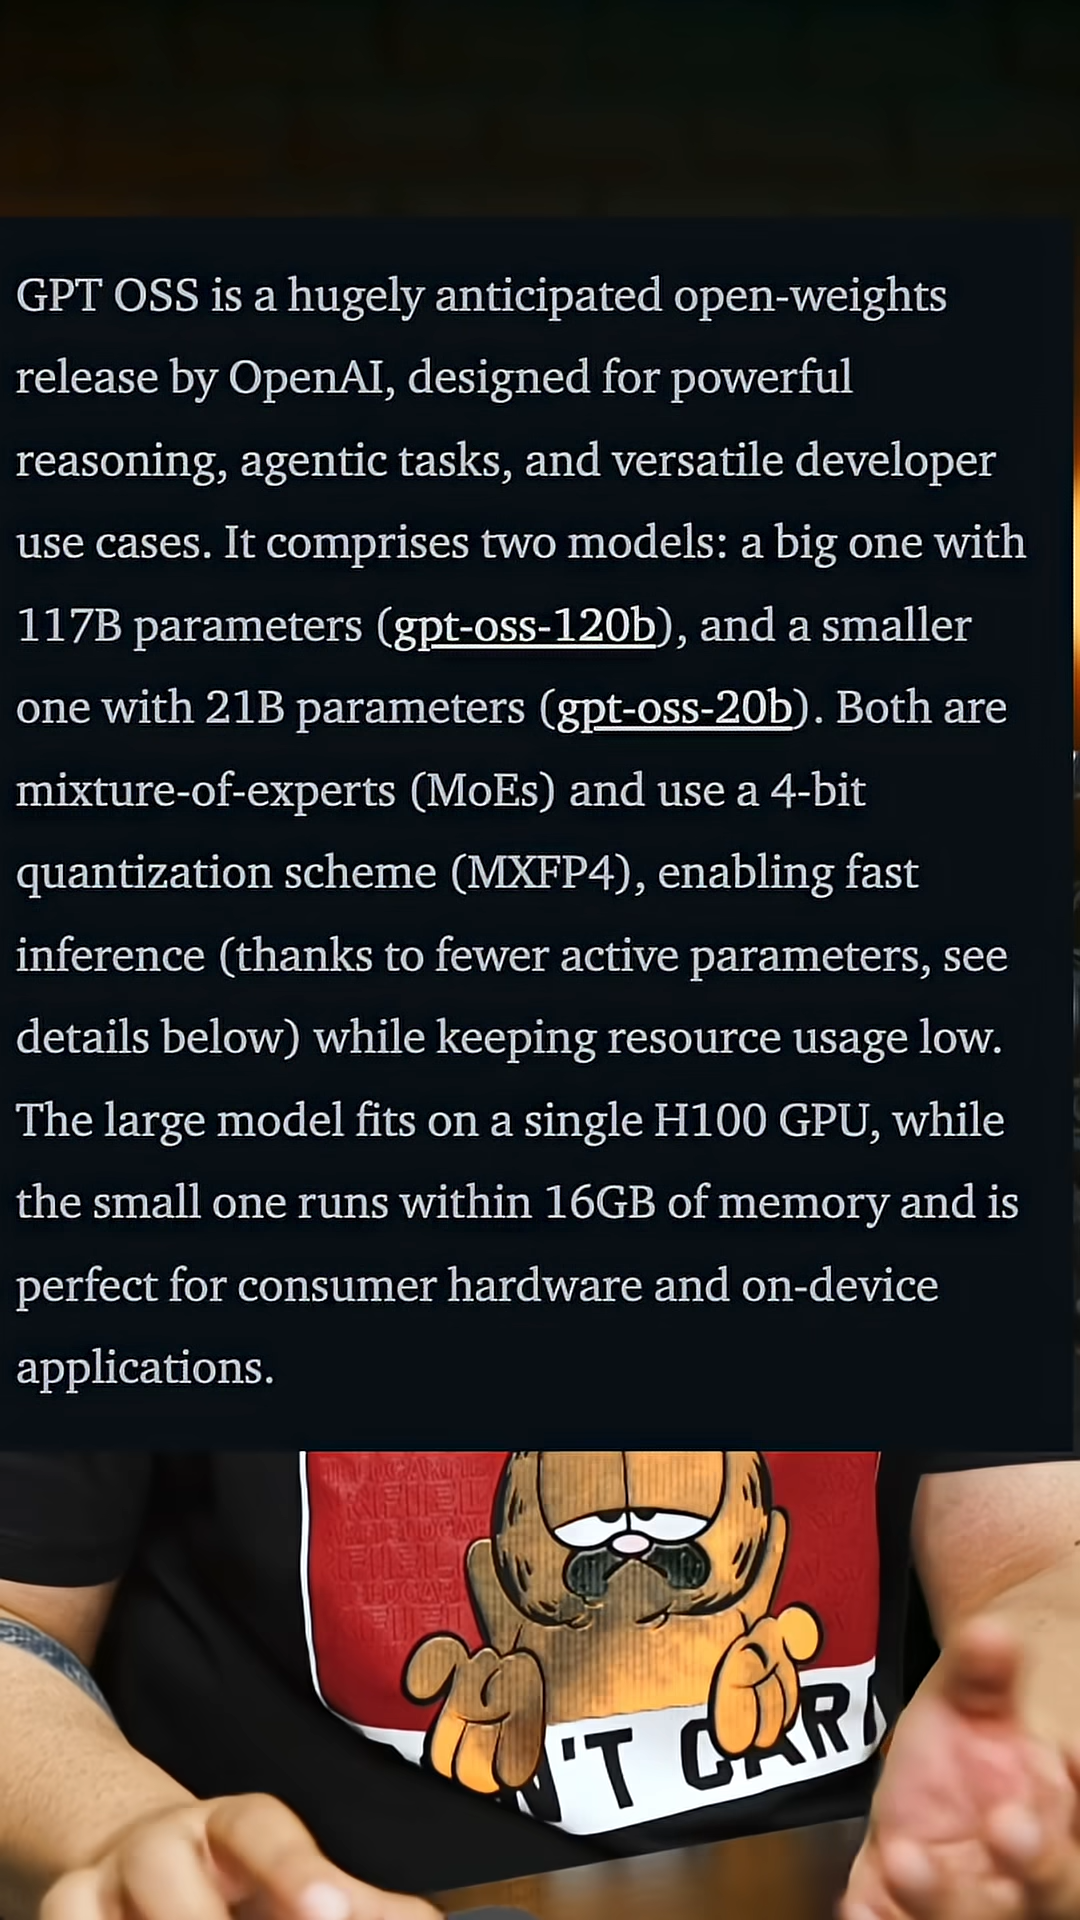 GPT OSS is a hugely anticipated open-weights
release by OpenAI, designed for powerful
reasoning, agentic tasks, and versatile developer
use cases. It comprises two models: a big one with
117B parameters (gpt-oss-120b), and a smaller
one with 21B parameters (gpt-oss-20b). Both are
mixture-of-experts (MoEs) and use a 4-bit
quantization scheme (MXFP4), enabling fast
inference (thanks to fewer active parameters, see
details below) while keeping resource usage low.
The large model fits on a single H100 GPU, while
the small one runs within 16GB of memory and is
perfect for consumer hardware and on-device
applications.
N'T CAR